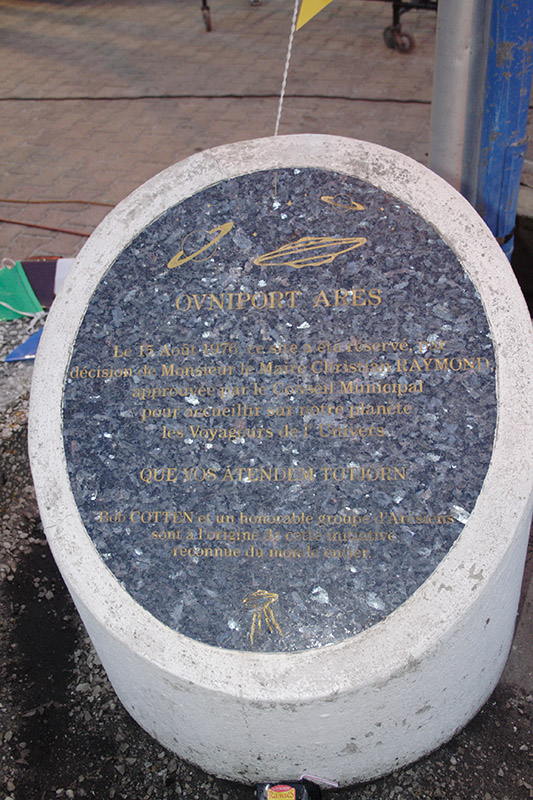 OVNIPORT ARES
Le 15 Août 1976, ce site a été réservé, par
décision de Monsieur le Maire Christian RAYMOND
approuvée par le Conseil Municipal
pour accueillir sur notre planète
les Voyageurs de l'Univers.
QUE VOS ATENDEM TOTJORN
Bob COTTEN et un honorable groupe d'Arésiens
sont à l'origine de cette initiative
reconnue du monde entier.